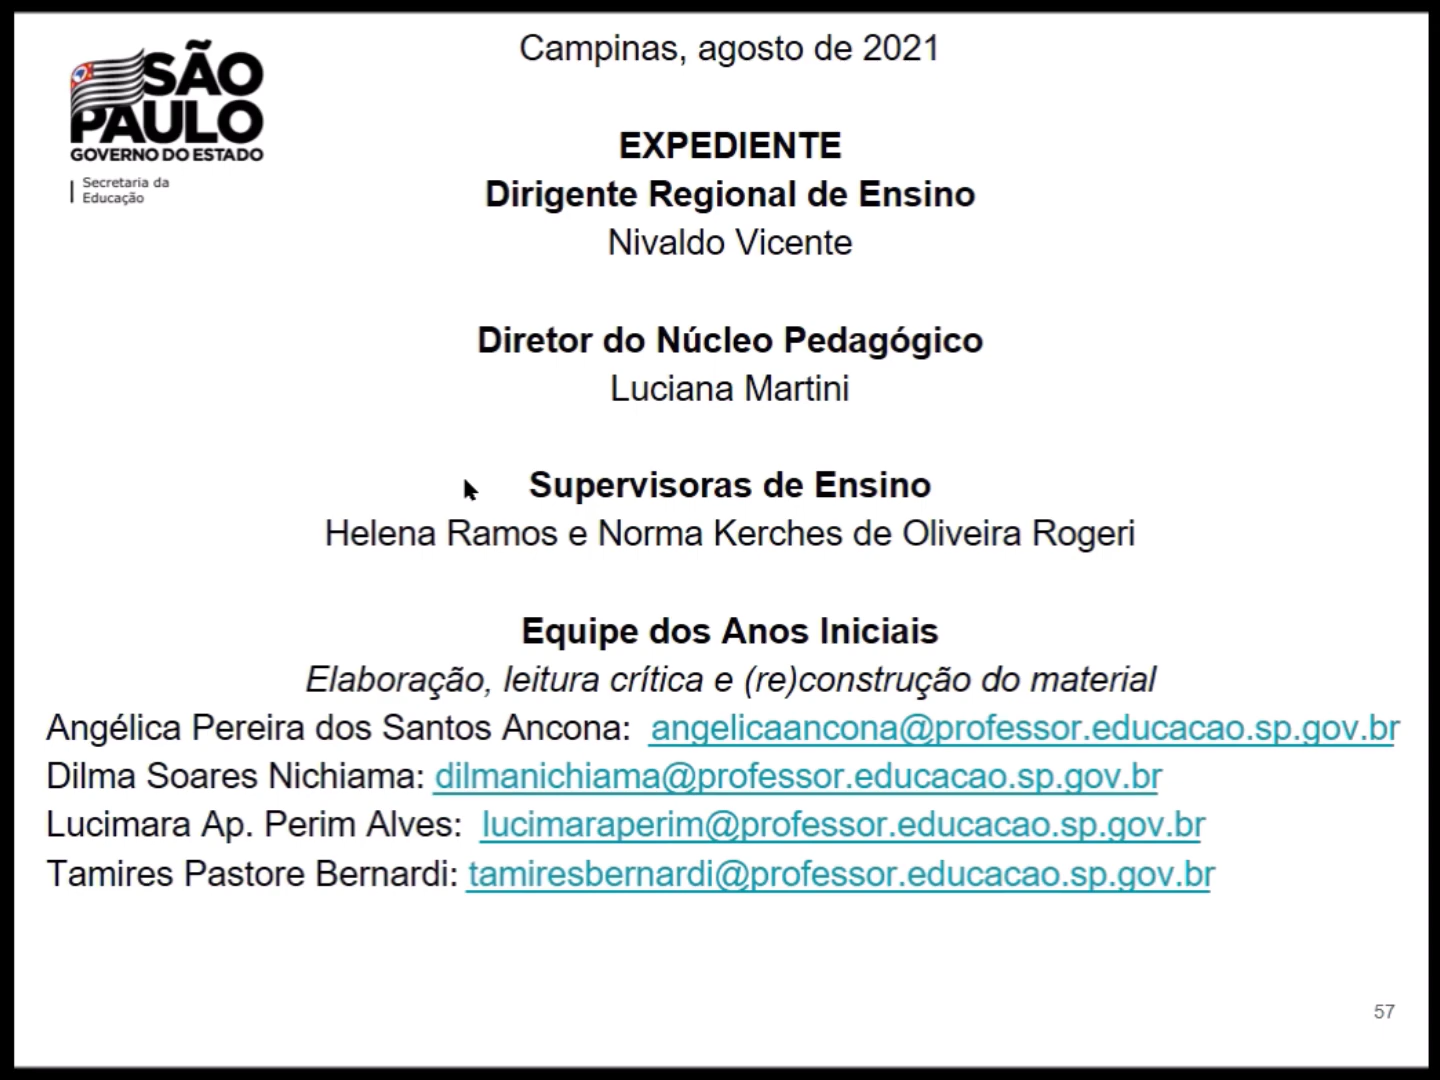 SÃO
PAULO
GOVERNO DO ESTADO
Secretaria da
Educação
Campinas, agosto de 2021
EXPEDIENTE
Dirigente Regional de Ensino
Nivaldo Vicente
Diretor do Núcleo Pedagógico
Luciana Martini
Supervisoras de Ensino
Helena Ramos e Norma Kerches de Oliveira Rogeri
Equipe dos Anos Iniciais
Elaboração, leitura crítica e (re)construção do material
Angélica Pereira dos Santos Ancona: angelicaancona@professor.educacao.sp.gov.br
Dilma Soares Nichiama: dilmanichiama@professor.educacao.sp.gov.br
Lucimara Ap. Perim Alves: lucimaraperim@professor.educacao.sp.gov.br
Tamires Pastore Bernardi: tamiresbernardi@professor.educacao.sp.gov.br
57